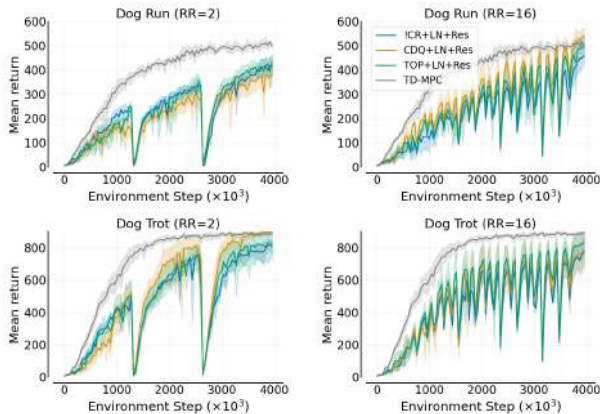 Dog Run (RR=2)
Mean return
600
500
400
300
200
100
0
0 1000 2000 3000 4000
Environment Step (×10³)
Dog Run (RR=16)
!CR+LN+Res
CDQ+LN+Res
TOP+LN+Res
TD-MPC
Mean return
600
500
400
300
200
100
0
0 1000 2000 3000 4000
Environment Step (×10³)
Dog Trot (RR=2)
Mean return
800
600
400
200
0
0 1000 2000 3000 4000
Environment Step (×10³)
Dog Trot (RR=16)
Mean return
800
600
400
200
0
0 1000 2000 3000 4000
Environment Step (×10³)